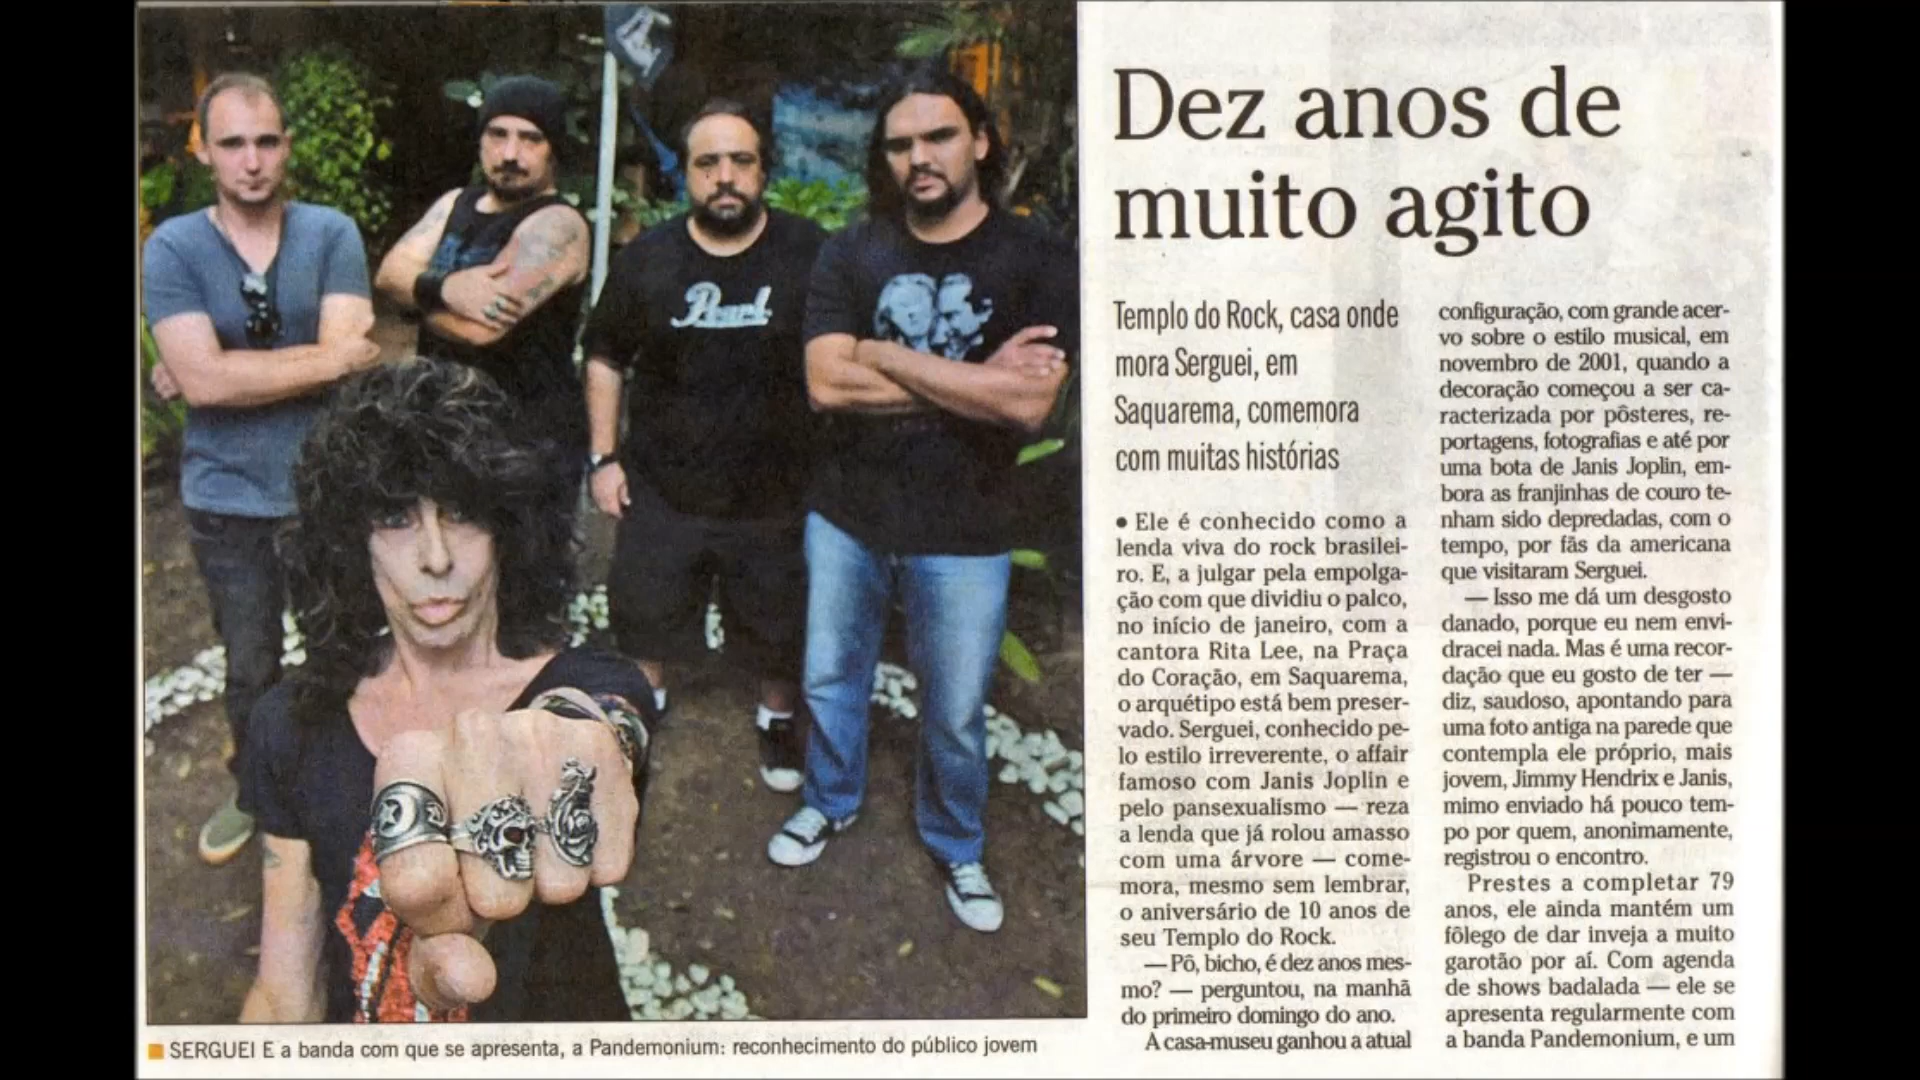 Dez anos de
muito agito
Templo do Rock, casa onde
mora Serguei, em
Saquarema, comemora
com muitas histórias
• Ele é conhecido como a
lenda viva do rock brasilei-
ro. E, a julgar pela empolga-
ção com que dividiu o palco,
no início de janeiro, com a
cantora Rita Lee, na Praça
do Coração, em Saquarema,
o arquétipo está bem preser-
vado. Serguei, conhecido pe-
lo estilo irreverente, o affair
famoso com Janis Joplin e
pelo pansexualismo — reza
a lenda que já rolou amasso
com uma árvore — come-
mora, mesmo sem lembrar,
o aniversário de 10 anos de
seu Templo do Rock.
— Pô, bicho, é dez anos mes-
mo? — perguntou, na manhã
do primeiro domingo do ano.
A casa-museu ganhou a atual
configuração, com grande acer-
vo sobre o estilo musical, em
novembro de 2001, quando a
decoração começou a ser ca-
racterizada por pôsteres, re-
portagens, fotografias e até por
uma bota de Janis Joplin, em-
bora as franjinhas de couro te-
nham sido depredadas, com o
tempo, por fãs da americana
que visitaram Serguei.
— Isso me dá um desgosto
danado, porque eu nem envi-
dracei nada. Mas é uma recor-
dação que eu gosto de ter —
diz, saudoso, apontando para
uma foto antiga na parede que
contempla ele próprio, mais
jovem, Jimmy Hendrix e Janis,
mimo enviado há pouco tem-
po por quem, anonimamente,
registrou o encontro.
Prestes a completar 79
anos, ele ainda mantém um
fôlego de dar inveja a muito
garotão por aí. Com agenda
de shows badalada — ele se
apresenta regularmente com
a banda Pandemonium, e um
Pearl
SERGUEI E a banda com que se apresenta, a Pandemonium: reconhecimento do público jovem